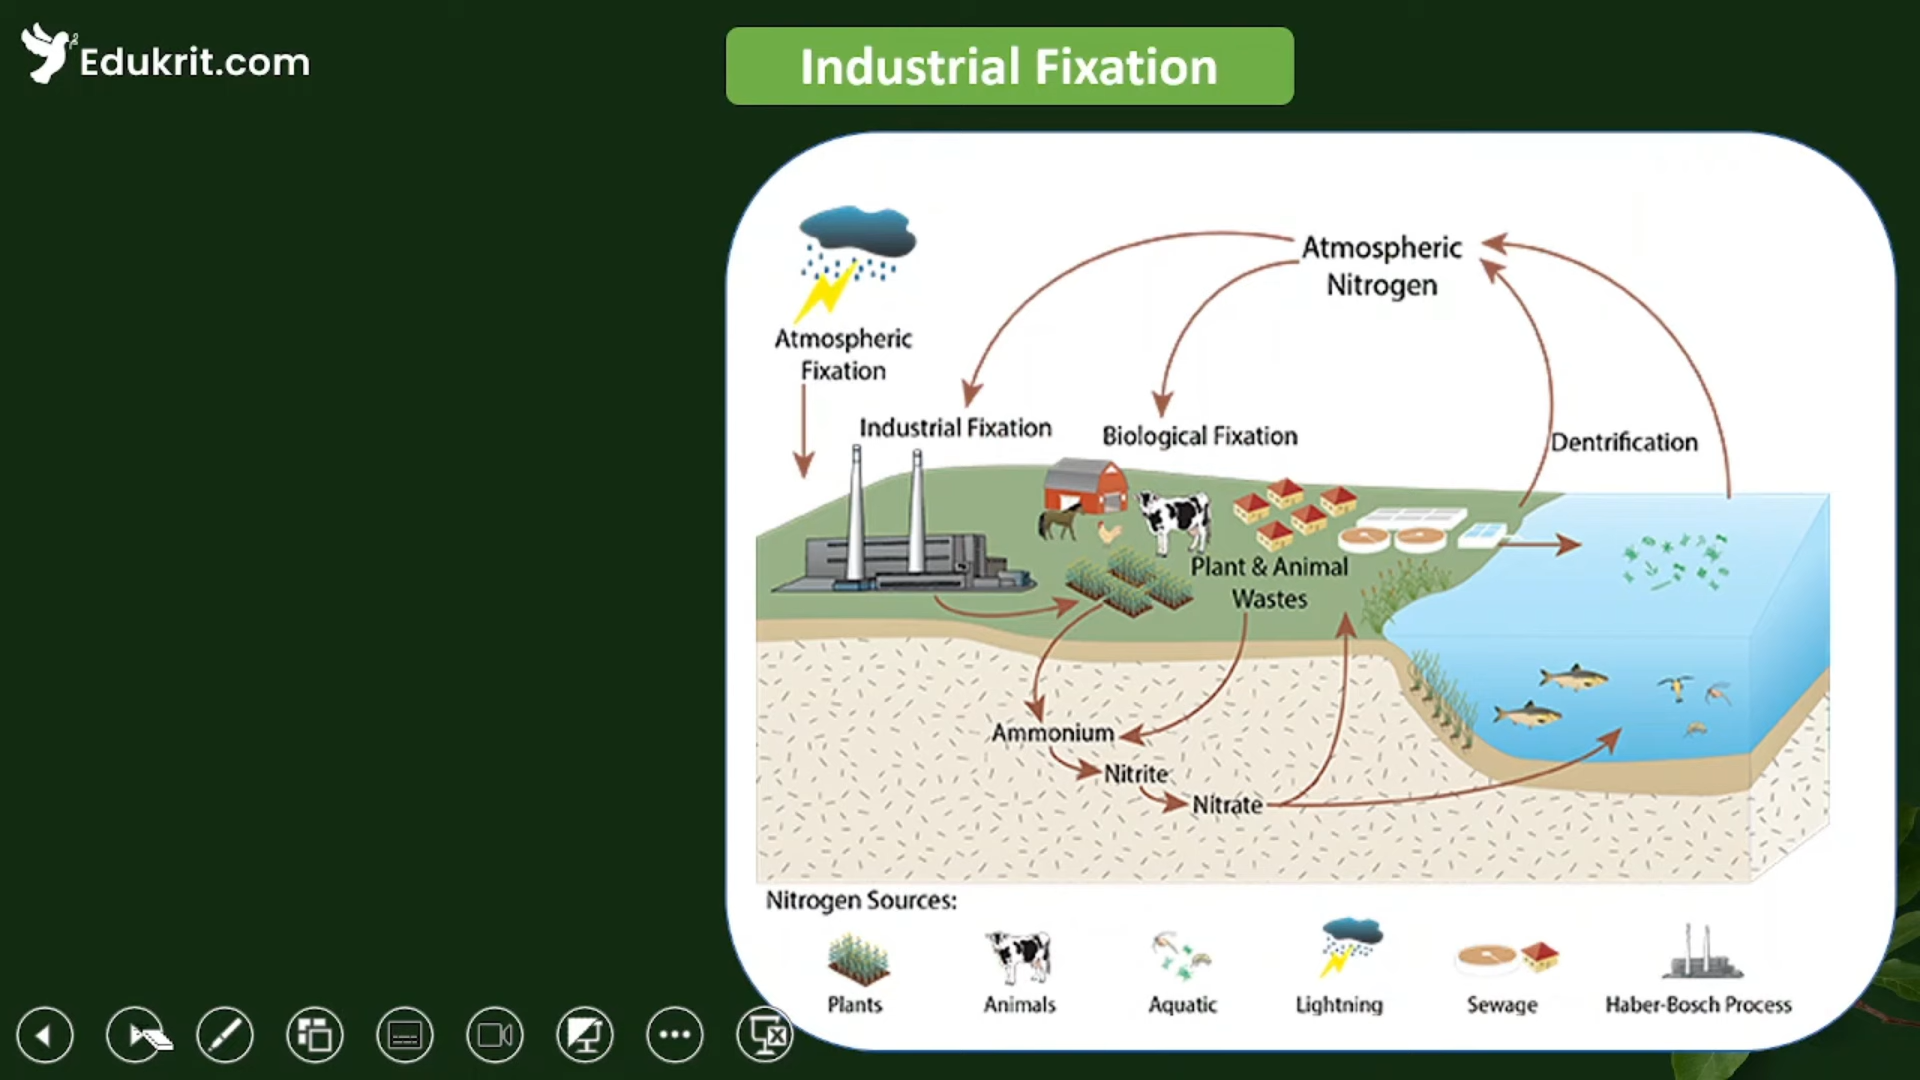 Edukrit.com
Industrial Fixation
Atmospheric
Nitrogen
Atmospheric
Fixation
Industrial Fixation
Biological Fixation
Dentrification
Plant & Animal
Wastes
Ammonium
Nitrite
Nitrate
Nitrogen Sources:
Plants
Animals
Aquatic
Lightning
Sewage
Haber-Bosch Process